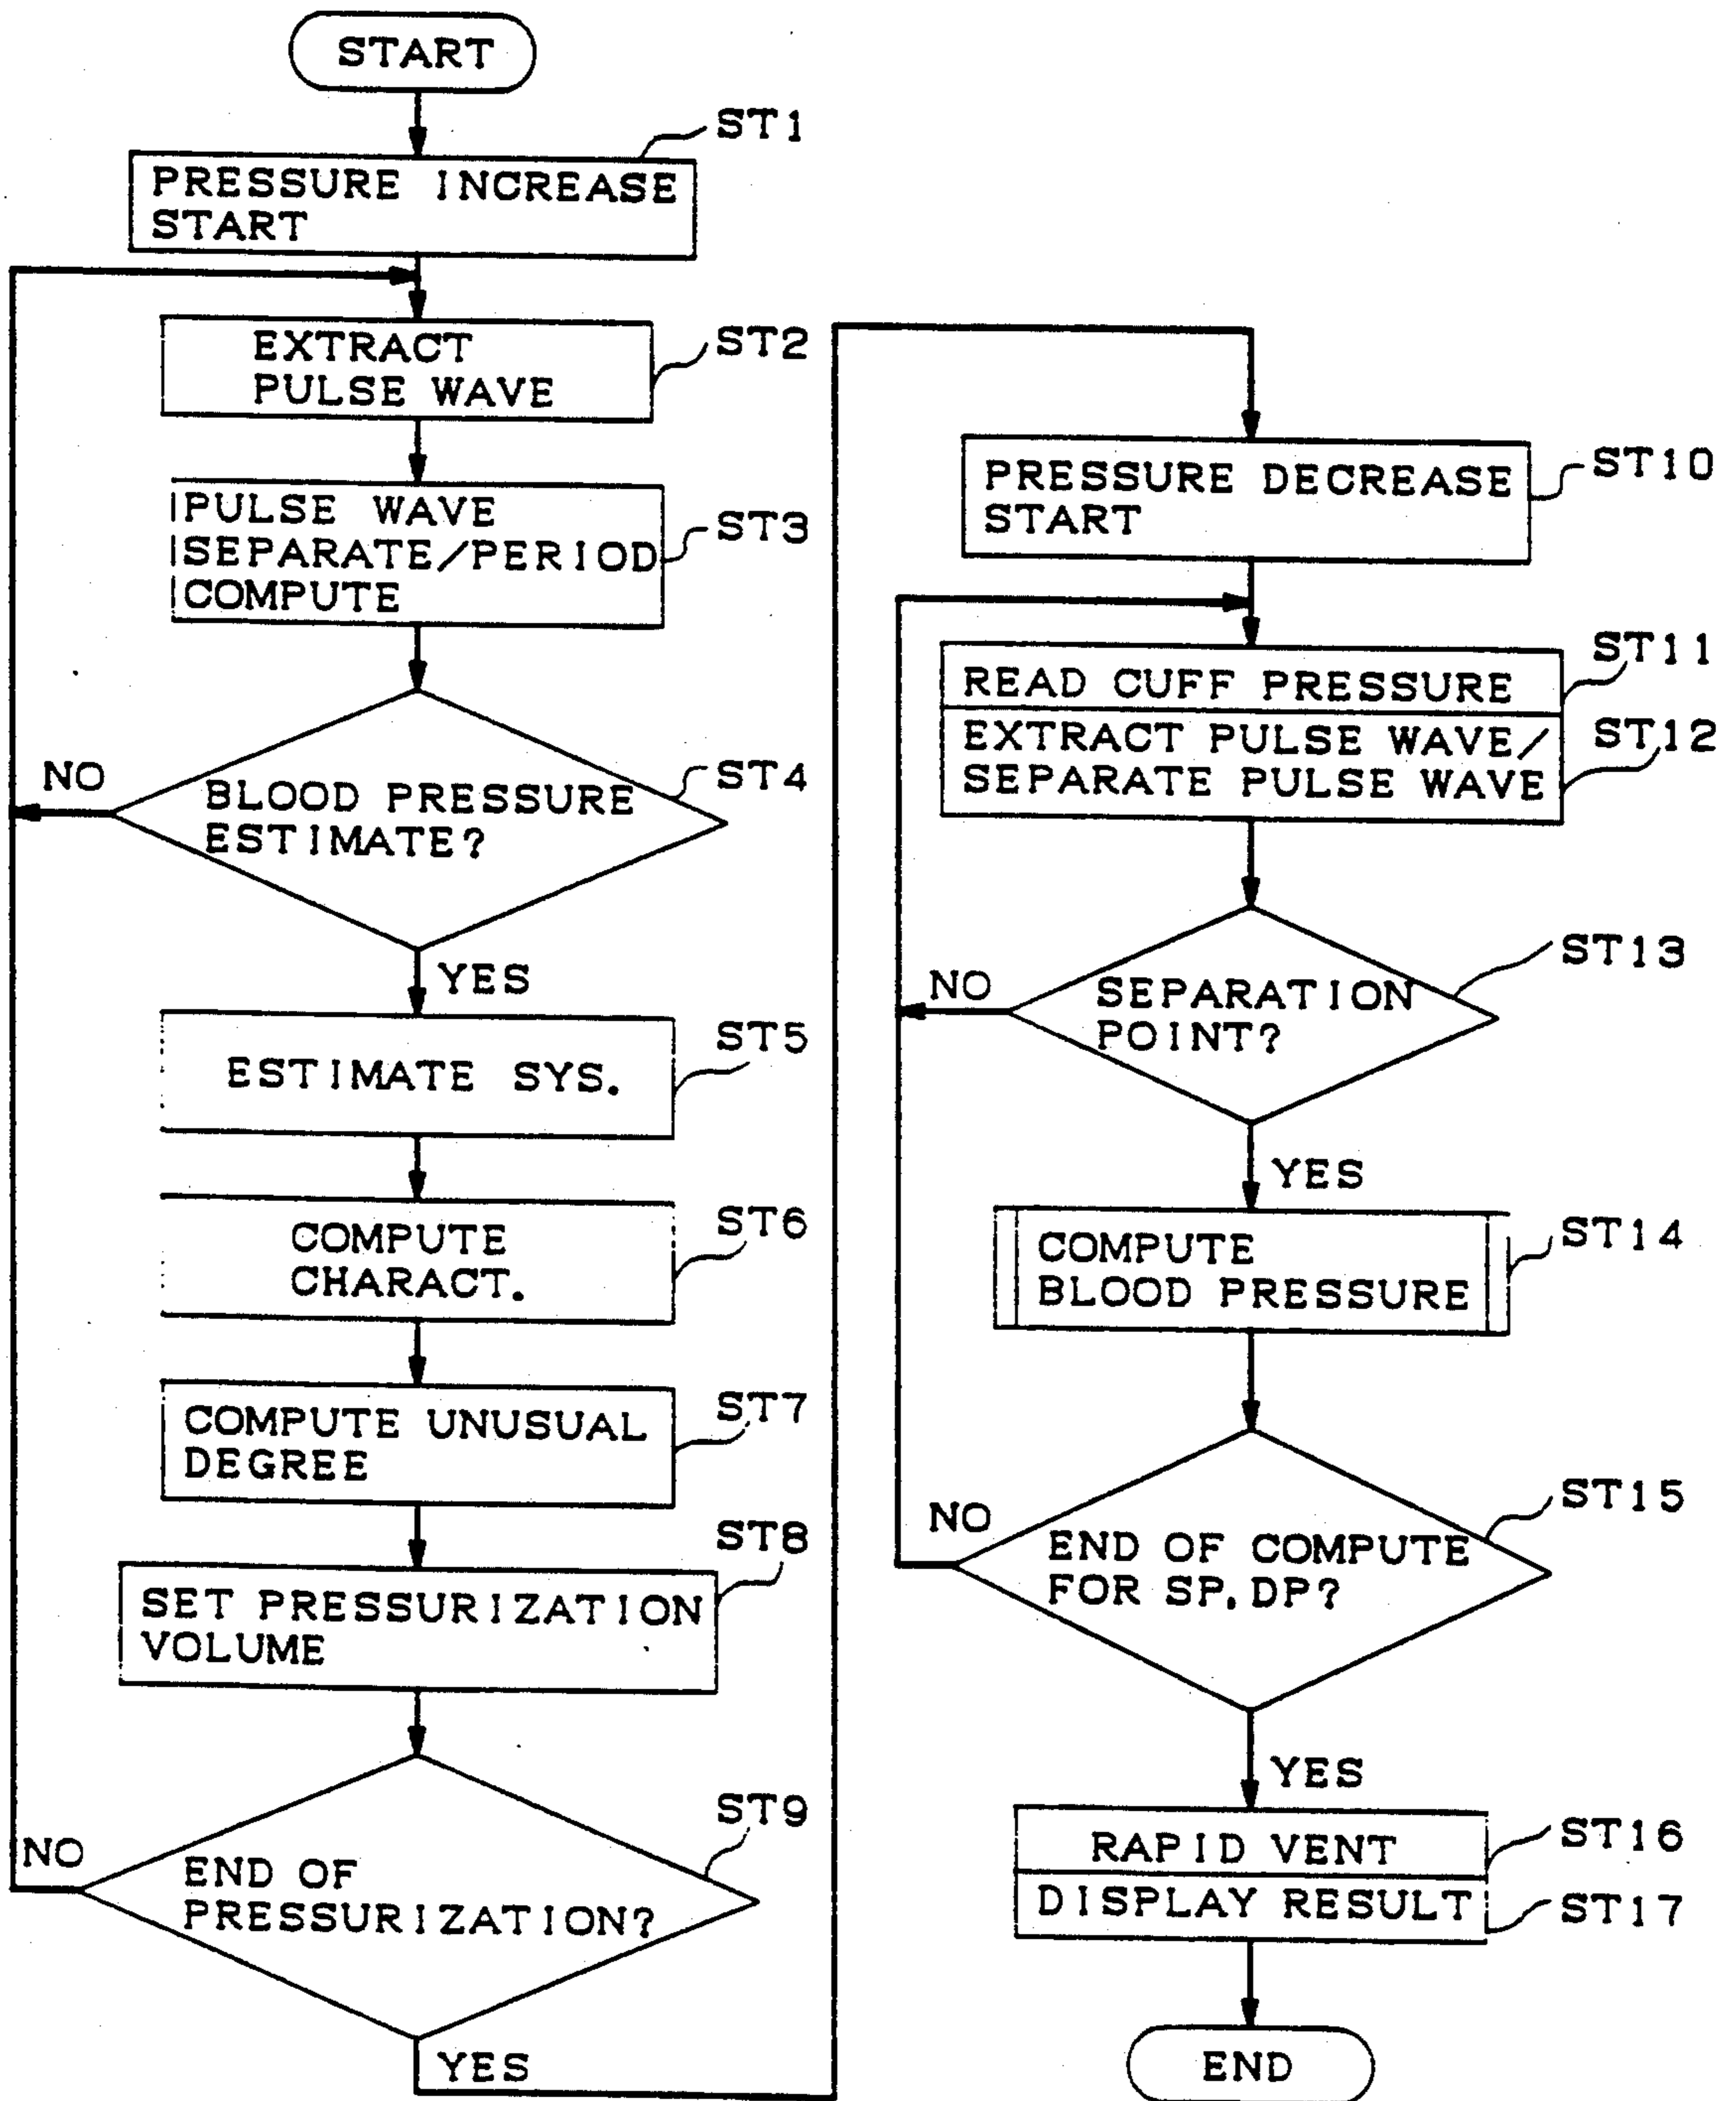 START
ST1
PRESSURE INCREASE
START
ST2
EXTRACT
PULSE WAVE
ST3
PULSE WAVE
SEPARATE/PERIOD
COMPUTE
ST4
NO
BLOOD PRESSURE
ESTIMATE?
YES
ST5
ESTIMATE SYS.
ST6
COMPUTE
CHARACT.
ST7
COMPUTE UNUSUAL
DEGREE
ST8
SET PRESSURIZATION
VOLUME
ST9
NO
END OF
PRESSURIZATION?
YES
ST10
PRESSURE DECREASE
START
ST11
READ CUFF PRESSURE
ST12
EXTRACT PULSE WAVE/
SEPARATE PULSE WAVE
ST13
NO
SEPARATION
POINT?
YES
ST14
COMPUTE
BLOOD PRESSURE
ST15
NO
END OF COMPUTE
FOR SP.DP?
YES
RAPID VENT
ST16
DISPLAY RESULT
ST17
END